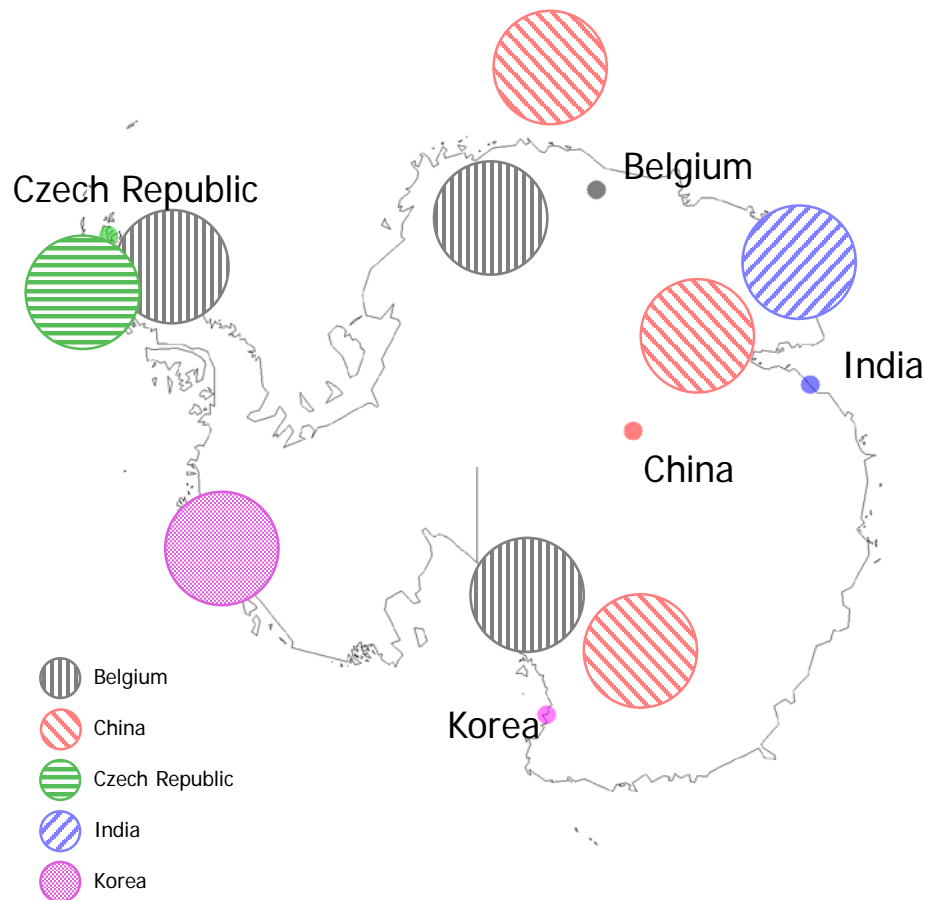 Belgium
Czech Republic
India
China
Korea
Belgium
China
Czech Republic
India
Korea